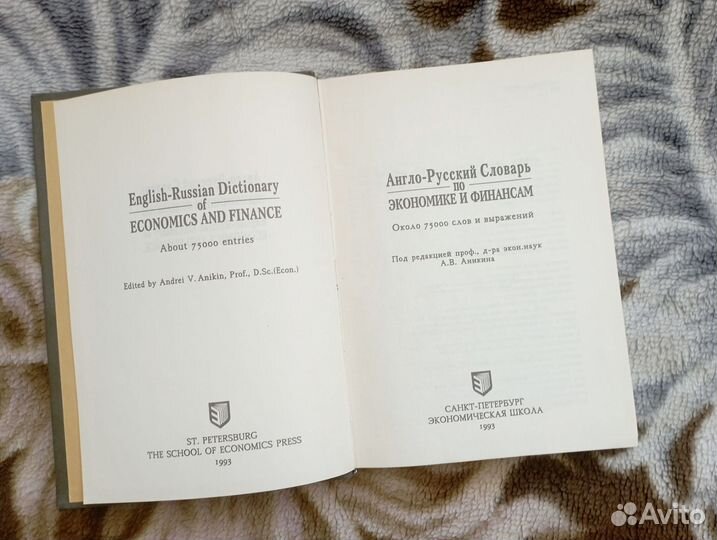 English-Russian Dictionary
of
ECONOMICS AND FINANCE
About 75000 entries
Edited by Andrei V. Anikin, Prof., D.Sc.(Econ.)
ST. PETERSBURG
THE SCHOOL OF ECONOMICS PRESS
1993
Англо-Русский Словарь
по
ЭКОНОМИКЕ И ФИНАНСАМ
Около 75000 слов и выражений
Под редакцией проф., д-ра экон.наук
А.В. Аникина
САНКТ-ПЕТЕРБУРГ
ЭКОНОМИЧЕСКАЯ ШКОЛА
1993
Avito